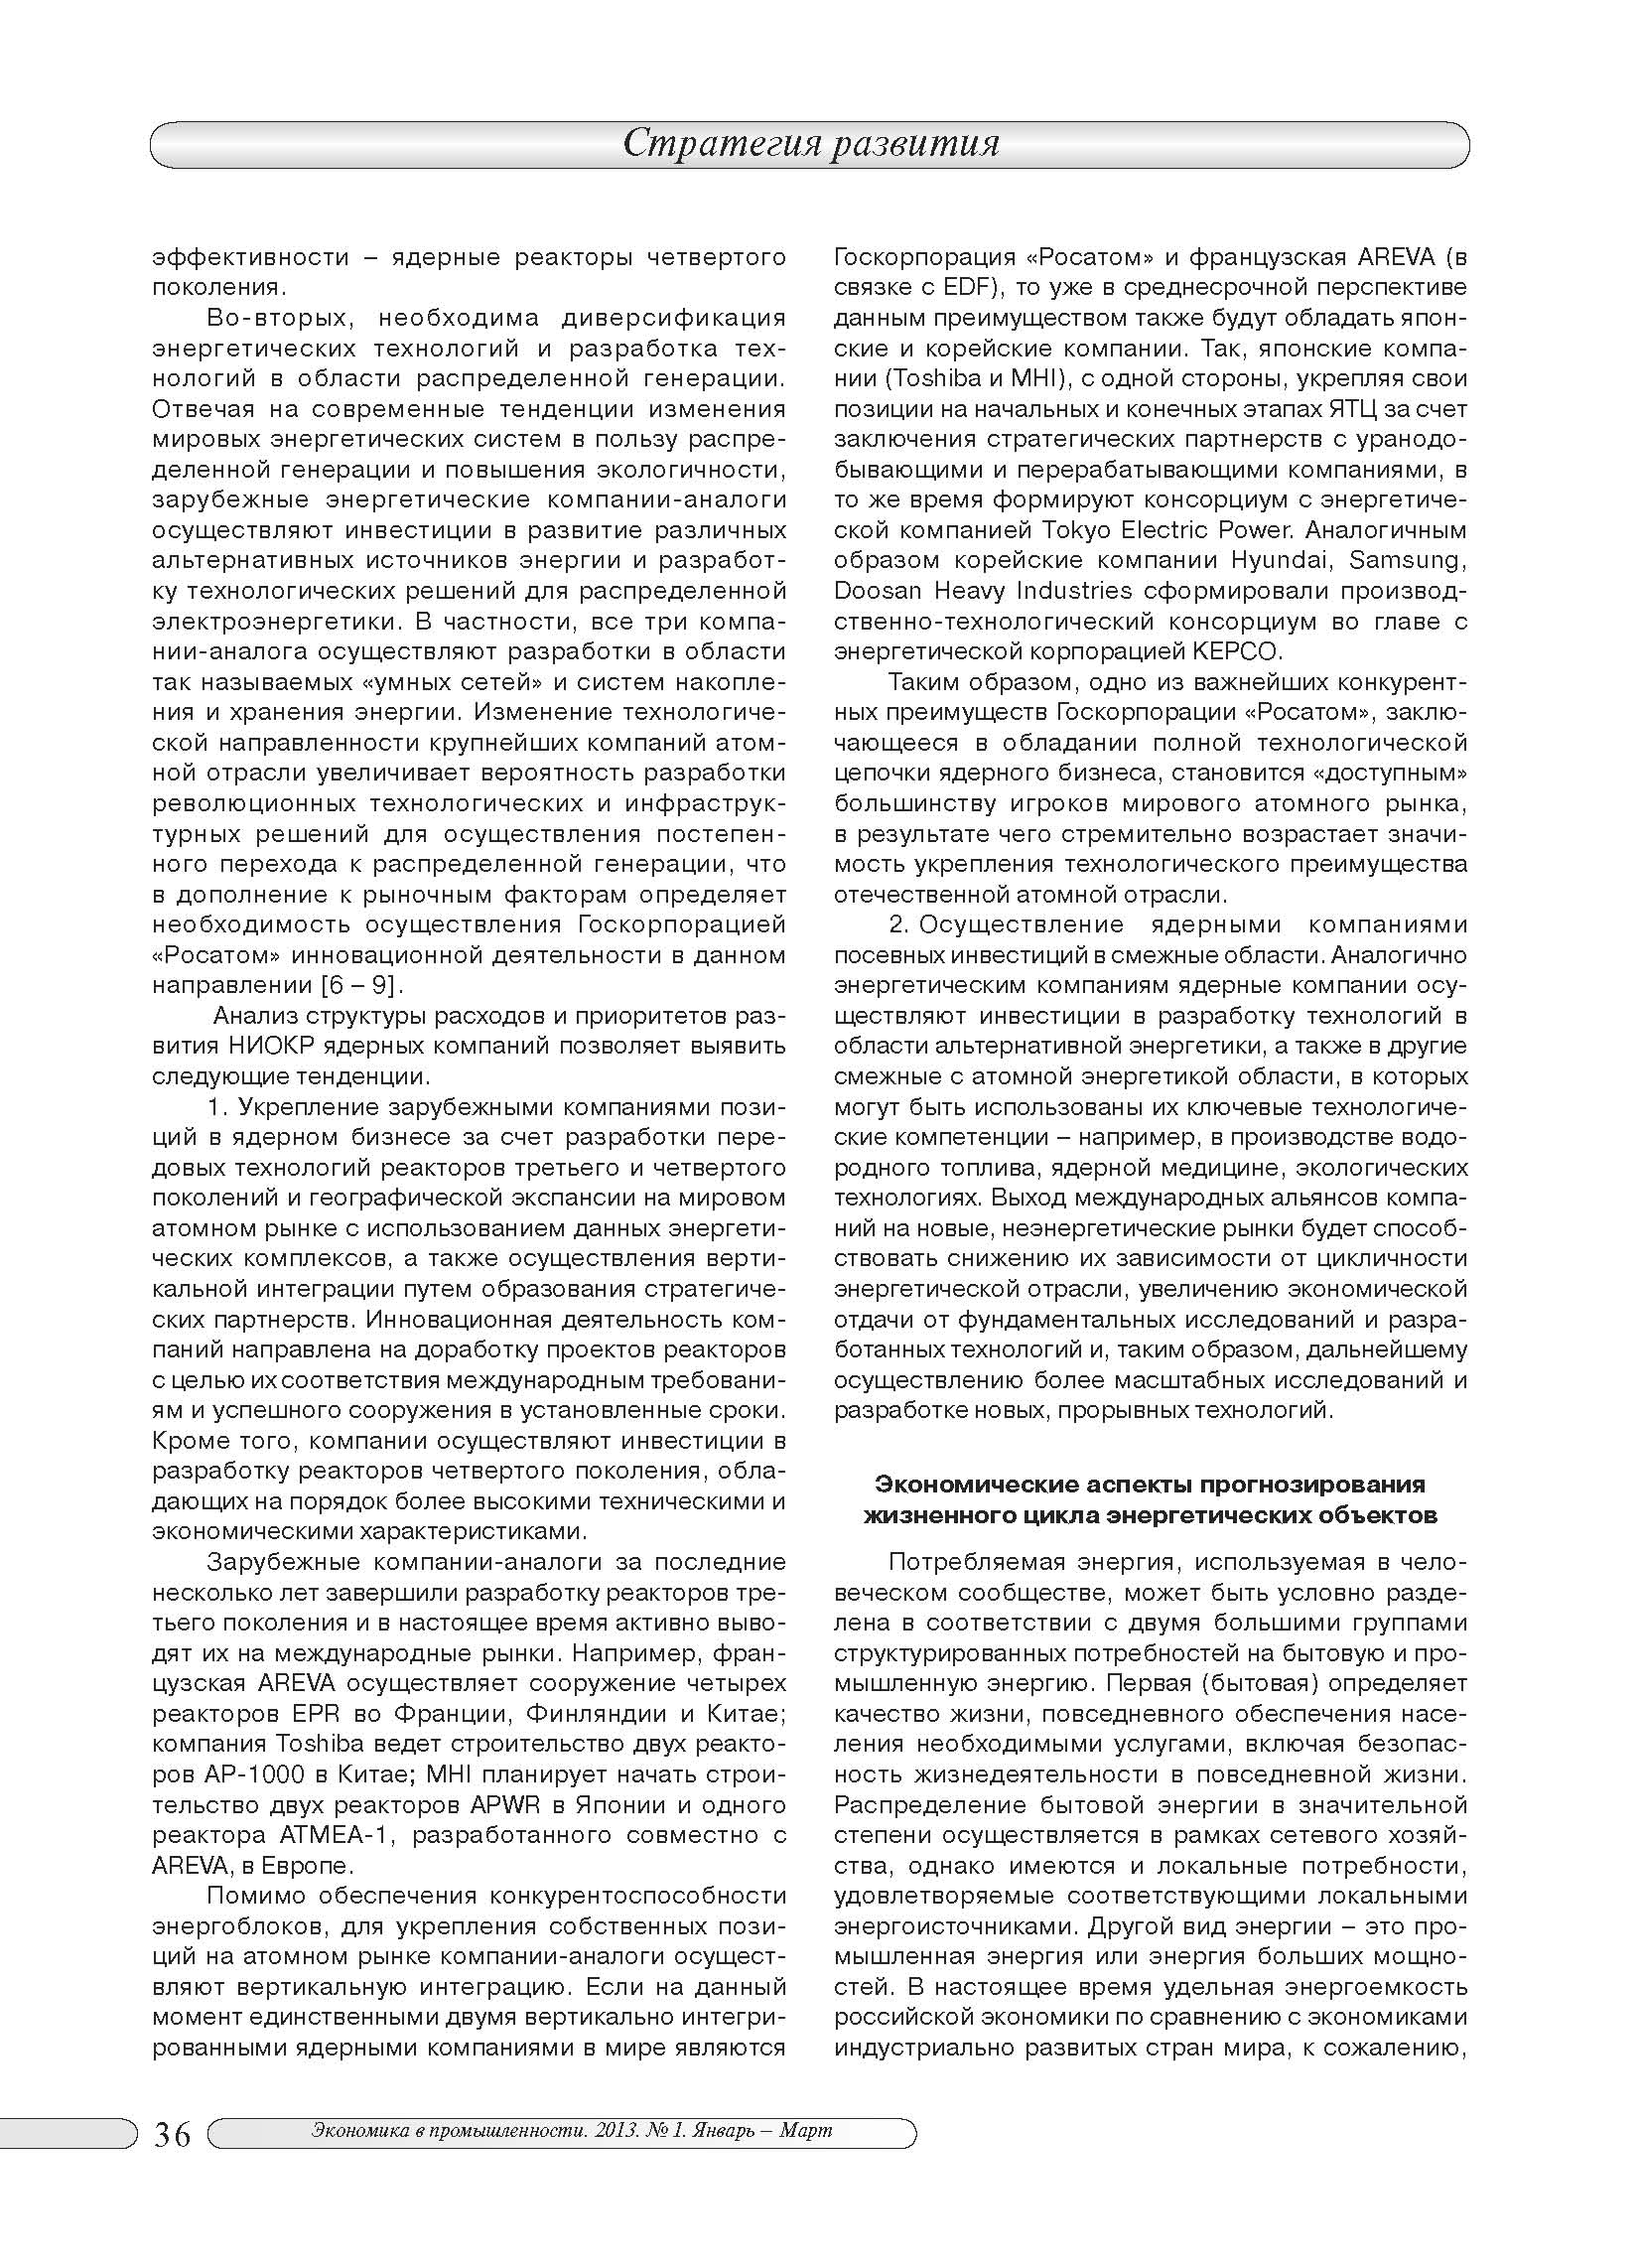 Стратегия развития
эффективности – ядерные реакторы четвертого
поколения.
Во-вторых, необходима диверсификация
энергетических технологий и разработка тех-
нологий в области распределенной генерации.
Отвечая на современные тенденции изменения
мировых энергетических систем в пользу распре-
деленной генерации и повышения экологичности,
зарубежные энергетические компании-аналоги
осуществляют инвестиции в развитие различных
альтернативных источников энергии и разработ-
ку технологических решений для распределенной
электроэнергетики. В частности, все три компа-
нии-аналога осуществляют разработки в области
так называемых «умных сетей» и систем накопле-
ния и хранения энергии. Изменение технологиче-
ской направленности крупнейших компаний атом-
ной отрасли увеличивает вероятность разработки
революционных технологических и инфраструк-
турных решений для осуществления постепен-
ного перехода к распределенной генерации, что
в дополнение к рыночным факторам определяет
необходимость осуществления Госкорпорацией
«Росатом» инновационной деятельности в данном
направлении [6 – 9].
Анализ структуры расходов и приоритетов раз-
вития НИОКР ядерных компаний позволяет выявить
следующие тенденции.
1. Укрепление зарубежными компаниями пози-
ций в ядерном бизнесе за счет разработки пере-
довых технологий реакторов третьего и четвертого
поколений и географической экспансии на мировом
атомном рынке с использованием данных энергети-
ческих комплексов, а также осуществления верти-
кальной интеграции путем образования стратегиче-
ских партнерств. Инновационная деятельность ком-
паний направлена на доработку проектов реакторов
с целью их соответствия международным требовани-
ям и успешного сооружения в установленные сроки.
Кроме того, компании осуществляют инвестиции в
разработку реакторов четвертого поколения, обла-
дающих на порядок более высокими техническими и
экономическими характеристиками.
Зарубежные компании-аналоги за последние
несколько лет завершили разработку реакторов тре-
тьего поколения и в настоящее время активно выво-
дят их на международные рынки. Например, фран-
цузская AREVA осуществляет сооружение четырех
реакторов EPR во Франции, Финляндии и Китае;
компания Toshiba ведет строительство двух реакто-
ров АР-1000 в Китае; MHI планирует начать строи-
тельство двух реакторов APWR в Японии и одного
реактора АТМЕА-1, разработанного совместно с
AREVA, в Европе.
Помимо обеспечения конкурентоспособности
энергоблоков, для укрепления собственных пози-
ций на атомном рынке компании-аналоги осущест-
вляют вертикальную интеграцию. Если на данный
момент единственными двумя вертикально интегри-
рованными ядерными компаниями в мире являются
Госкорпорация «Росатом» и французская AREVA (в
связке с EDF), то уже в среднесрочной перспективе
данным преимуществом также будут обладать япон-
ские и корейские компании. Так, японские компа-
нии (Toshiba и MHI), с одной стороны, укрепляя свои
позиции на начальных и конечных этапах ЯТЦ за счет
заключения стратегических партнерств с уранодо-
бывающими и перерабатывающими компаниями, в
то же время формируют консорциум с энергетиче-
ской компанией Tokyo Electric Power. Аналогичным
образом корейские компании Hyundai, Samsung,
Doosan Heavy Industries сформировали производ-
ственно-технологический консорциум во главе с
энергетической корпорацией KEPCO.
Таким образом, одно из важнейших конкурент-
ных преимуществ Госкорпорации «Росатом», заклю-
чающееся в обладании полной технологической
цепочки ядерного бизнеса, становится «доступным»
большинству игроков мирового атомного рынка,
в результате чего стремительно возрастает значи-
мость укрепления технологического преимущества
отечественной атомной отрасли.
2. Осуществление ядерными компаниями
посевных инвестиций в смежные области. Аналогично
энергетическим компаниям ядерные компании осу-
ществляют инвестиции в разработку технологий в
области альтернативной энергетики, а также в другие
смежные с атомной энергетикой области, в которых
могут быть использованы их ключевые технологиче-
ские компетенции – например, в производстве водо-
родного топлива, ядерной медицине, экологических
технологиях. Выход международных альянсов компа-
ний на новые, неэнергетические рынки будет способ-
ствовать снижению их зависимости от цикличности
энергетической отрасли, увеличению экономической
отдачи от фундаментальных исследований и разра-
ботанных технологий и, таким образом, дальнейшему
осуществлению более масштабных исследований и
разработке новых, прорывных технологий.
Экономические аспекты прогнозирования
жизненного цикла энергетических объектов
Потребляемая энергия, используемая в чело-
веческом сообществе, может быть условно разде-
лена в соответствии с двумя большими группами
структурированных потребностей на бытовую и про-
мышленную энергию. Первая (бытовая) определяет
качество жизни, повседневного обеспечения насе-
ления необходимыми услугами, включая безопас-
ность жизнедеятельности в повседневной жизни.
Распределение бытовой энергии в значительной
степени осуществляется в рамках сетевого хозяй-
ства, однако имеются и локальные потребности,
удовлетворяемые соответствующими локальными
энергоисточниками. Другой вид энергии – это про-
мышленная энергия или энергия больших мощно-
стей. В настоящее время удельная энергоемкость
российской экономики по сравнению с экономиками
индустриально развитых стран мира, к сожалению,
36 Экономика в промышленности. 2013. № 1. Январь – Март